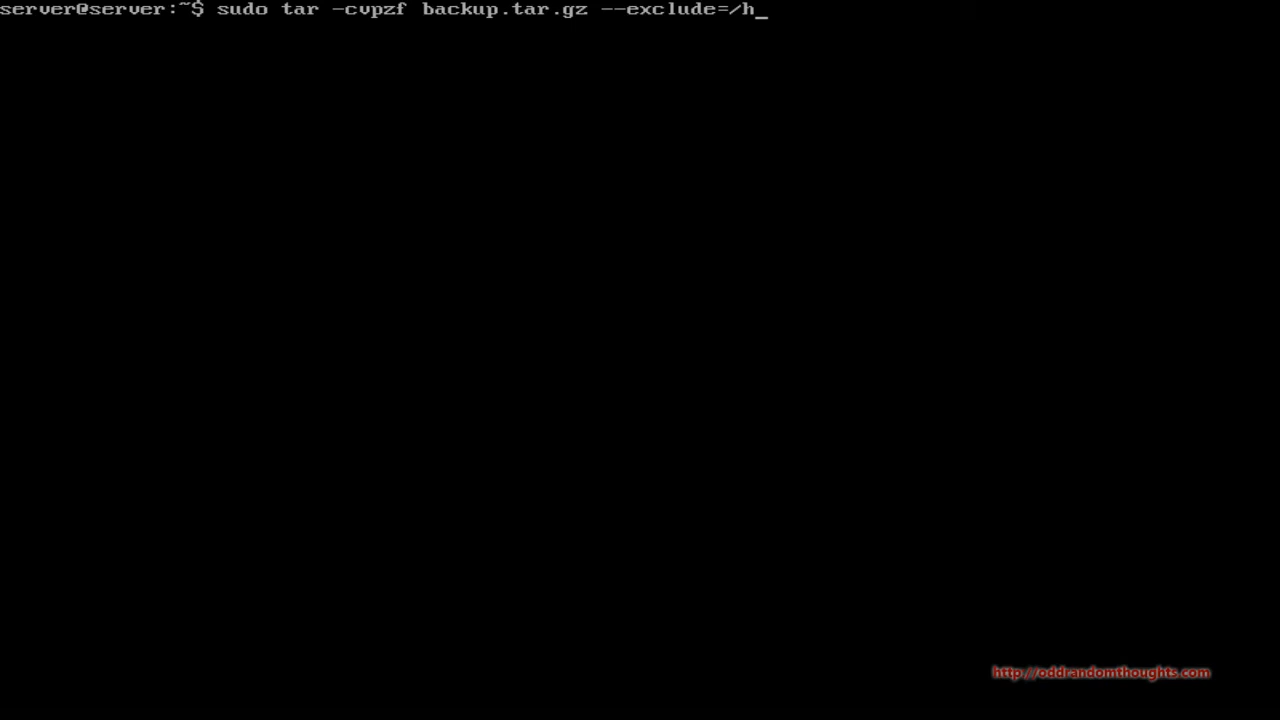 server@server:~$ sudo tar -cvpzf backup.tar.gz --exclude=/h_
http://oddrandomthoughts.com